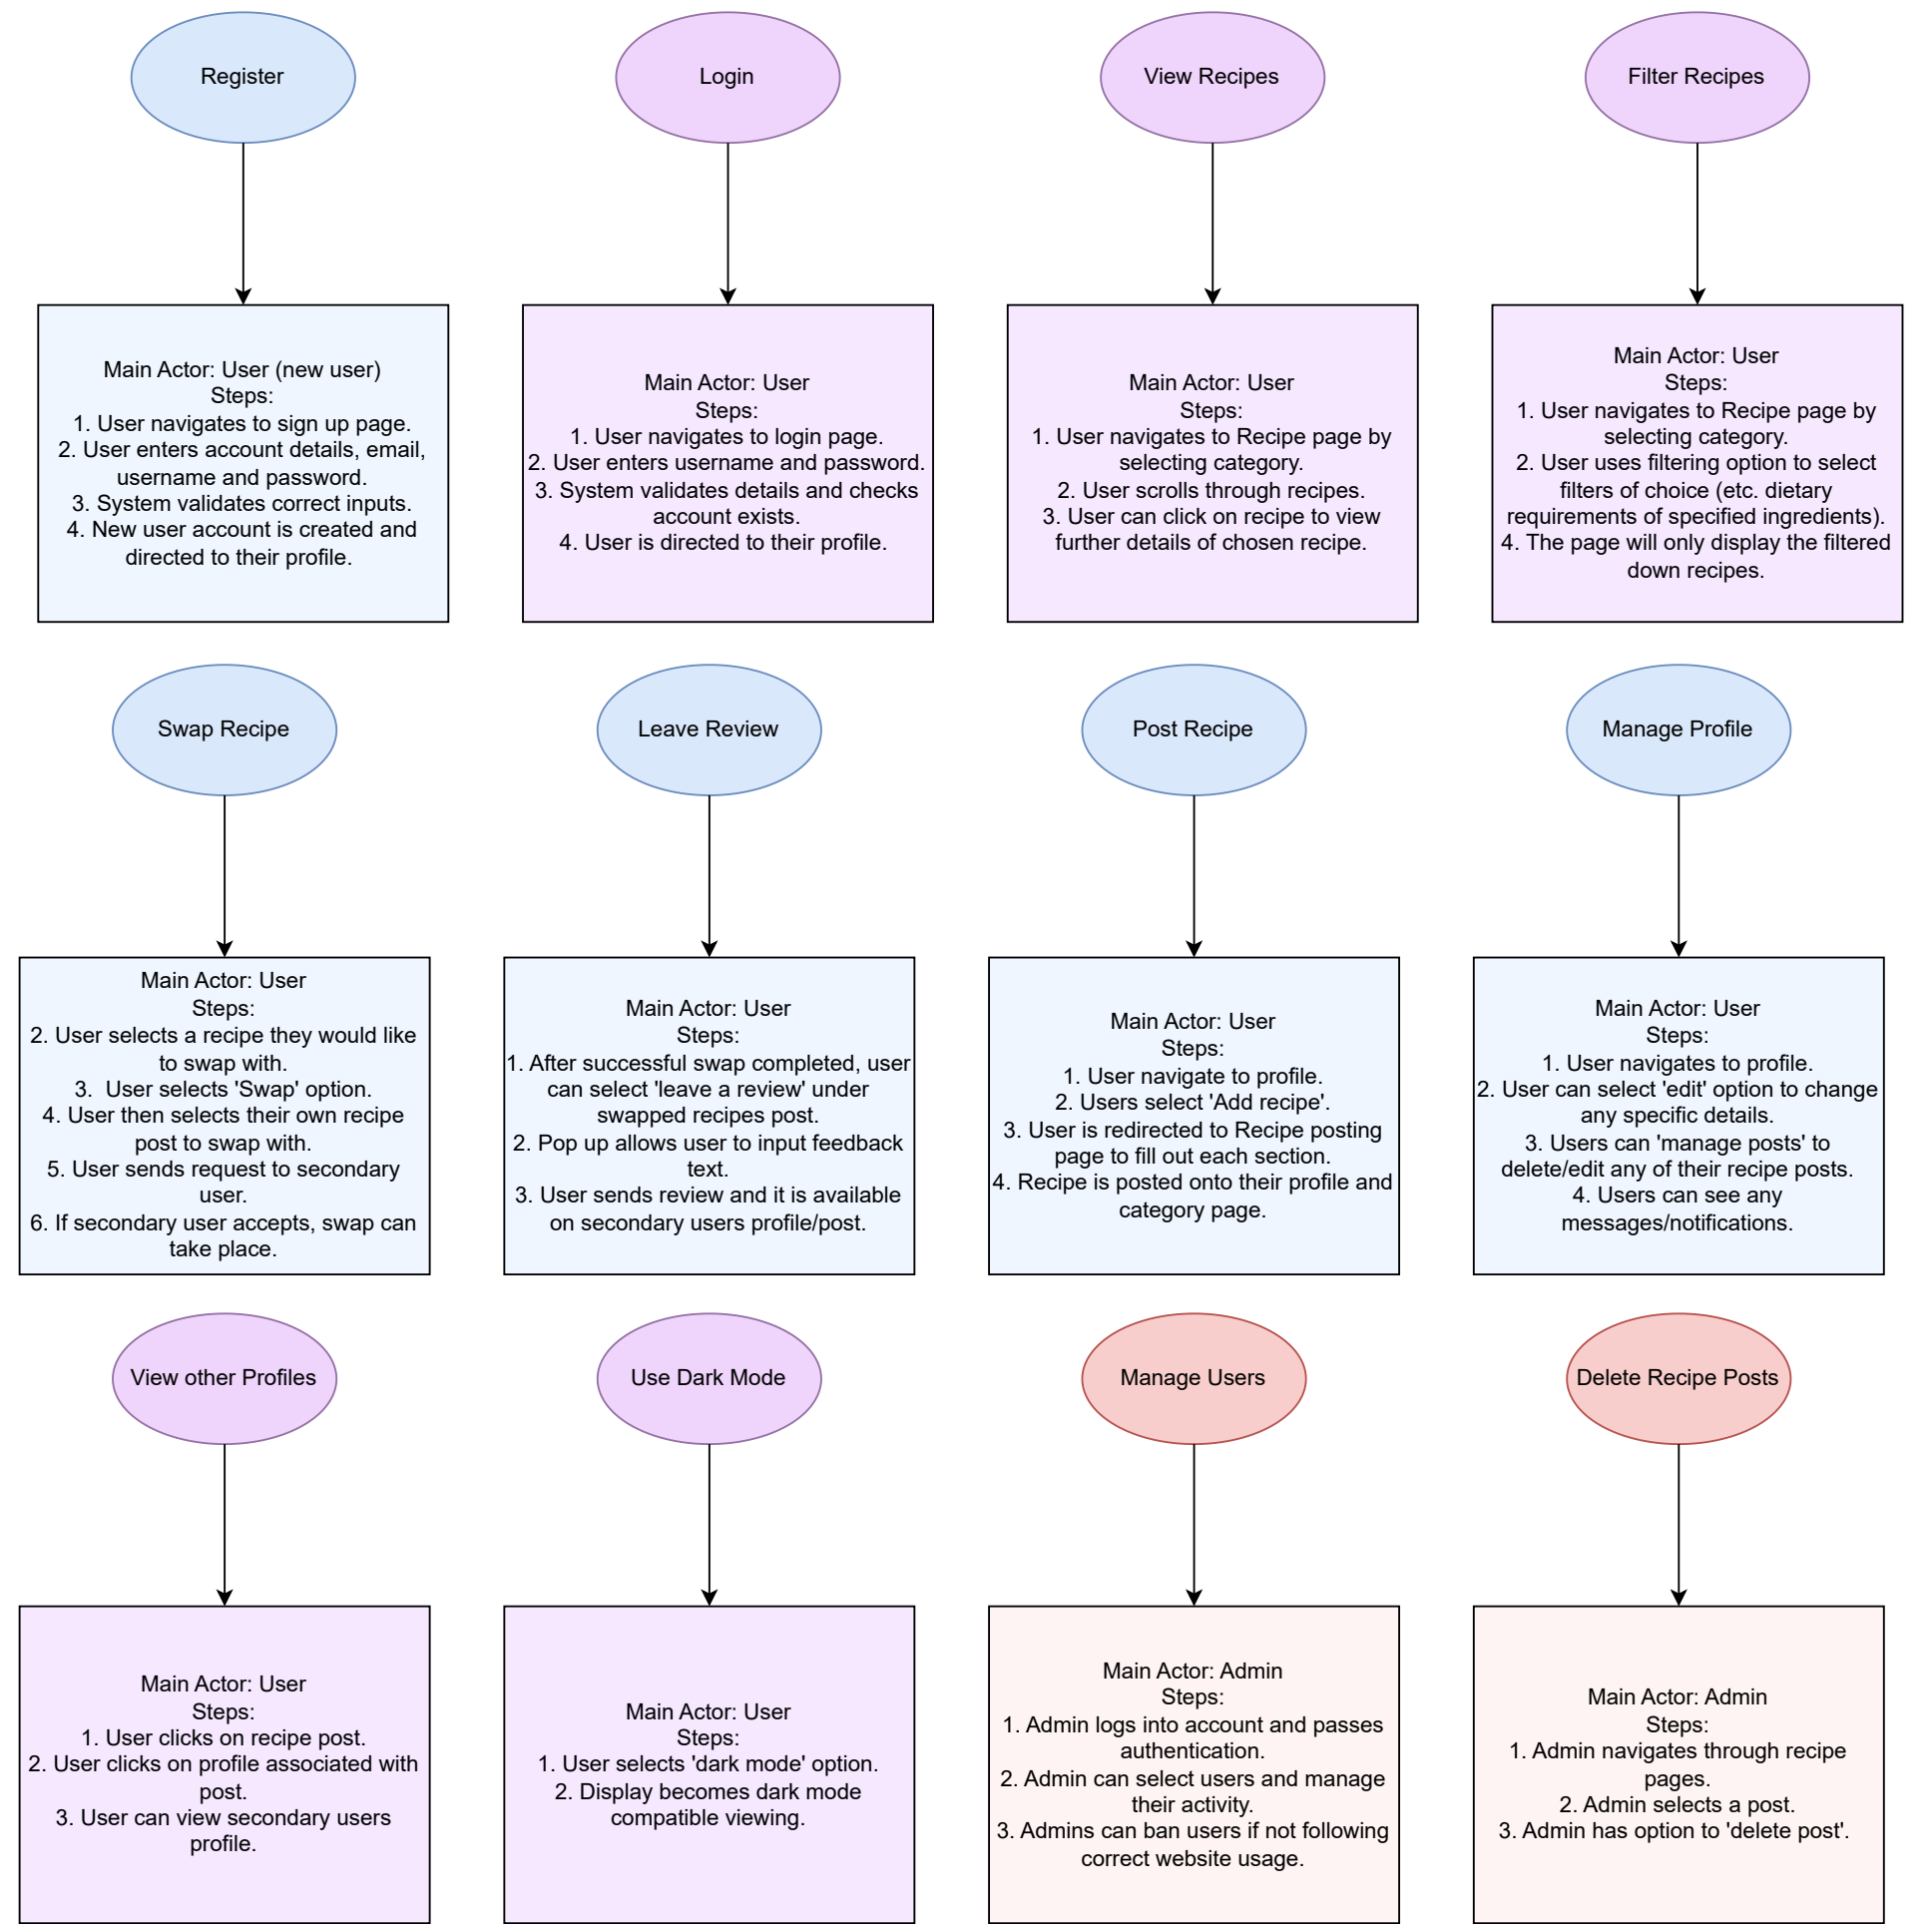 Register
Login
View Recipes
Filter Recipes
Main Actor: User (new user)
Steps:
1. User navigates to sign up page.
2. User enters account details, email,
username and password.
3. System validates correct inputs.
4. New user account is created and
directed to their profile.
Main Actor: User
Steps:
1. User navigates to login page.
2. User enters username and password.
3. System validates details and checks
account exists.
4. User is directed to their profile.
Main Actor: User
Steps:
1. User navigates to Recipe page by
selecting category.
2. User scrolls through recipes.
3. User can click on recipe to view
further details of chosen recipe.
Main Actor: User
Steps:
1. User navigates to Recipe page by
selecting category.
2. User uses filtering option to select
filters of choice (etc. dietary
requirements of specified ingredients).
4. The page will only display the filtered
down recipes.
Swap Recipe
Leave Review
Post Recipe
Manage Profile
Main Actor: User
Steps:
2. User selects a recipe they would like
to swap with.
3.  User selects 'Swap' option.
4. User then selects their own recipe
post to swap with.
5. User sends request to secondary
user.
6. If secondary user accepts, swap can
take place.
Main Actor: User
Steps:
1. After successful swap completed, user
can select 'leave a review' under
swapped recipes post.
2. Pop up allows user to input feedback
text.
3. User sends review and it is available
on secondary users profile/post.
Main Actor: User
Steps:
1. User navigate to profile.
2. Users select 'Add recipe'.
3. User is redirected to Recipe posting
page to fill out each section.
4. Recipe is posted onto their profile and
category page.
Main Actor: User
Steps:
1. User navigates to profile.
2. User can select 'edit' option to change
any specific details.
3. Users can 'manage posts' to
delete/edit any of their recipe posts.
4. Users can see any
messages/notifications.
View other Profiles
Use Dark Mode
Manage Users
Delete Recipe Posts
Main Actor: User
Steps:
1. User clicks on recipe post.
2. User clicks on profile associated with
post.
3. User can view secondary users
profile.
Main Actor: User
Steps:
1. User selects 'dark mode' option.
2. Display becomes dark mode
compatible viewing.
Main Actor: Admin
Steps:
1. Admin logs into account and passes
authentication.
2. Admin can select users and manage
their activity.
3. Admins can ban users if not following
correct website usage.
Main Actor: Admin
Steps:
1. Admin navigates through recipe
pages.
2. Admin selects a post.
3. Admin has option to 'delete post'.